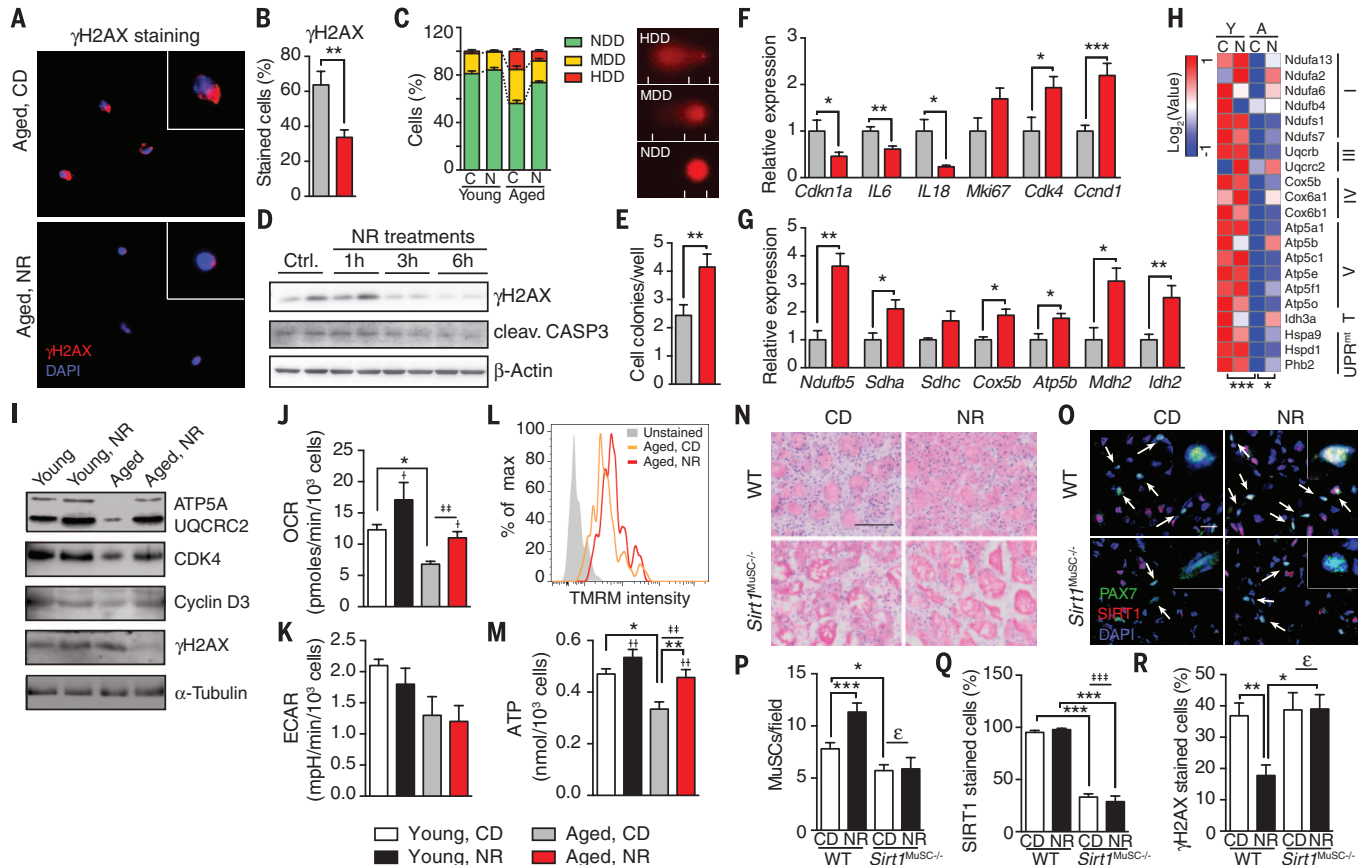 A
γH2AX staining
Aged, CD
Aged, NR
γH2AX
DAPI
B
γH2AX
**
Stained cells (%)
80
60
40
20
0
C
Cells (%)
120
80
40
0
C N C N
Young Aged
NDD
MDD
HDD
HDD
MDD
NDD
D
NR treatments
Ctrl. 1h 3h 6h
γH2AX
cleav. CASP3
β-Actin
E
Cell colonies/well
5
4
3
2
1
0
**
F
Relative expression
3
2
1
0
* ** * * ***
Cdkn1a IL6 IL18 Mki67 Cdk4 Ccnd1
G
Relative expression
5
4
3
2
1
0
** * * * * **
Ndufb5 Sdha Sdhc Cox5b Atp5b Mdh2 Idh2
H
Y A
C N C N
Log2(Value)
1
-1
Ndufa13
Ndufa2
Ndufa6
Ndufb4
Ndufs1
Ndufs7
Uqcrb
Uqcrc2
Cox5b
Cox6a1
Cox6b1
Atp5a1
Atp5b
Atp5c1
Atp5e
Atp5f1
Atp5o
Idh3a
Hspa9
Hspd1
Phb2
I
III
IV
V
T
UPRmt
*** *
I
Young
Young, NR
Aged
Aged, NR
ATP5A
UQCRC2
CDK4
Cyclin D3
γH2AX
α-Tubulin
J
OCR
(pmoles/min/10³ cells)
25
20
15
10
5
0
* ‡ ‡‡ ‡
K
ECAR
(mpH/min/10³ cells)
2.5
2.0
1.5
1.0
0.5
0.0
L
% of max
100
80
60
40
20
0
Unstained
Aged, CD
Aged, NR
TMRM intensity
M
ATP
(nmol/10³ cells)
0.6
0.4
0.2
0.0
* ‡‡ ‡‡ ** ‡‡
Young, CD
Young, NR
Aged, CD
Aged, NR
N
CD NR
WT
Sirt1MuSC-/-
O
CD NR
WT
Sirt1MuSC-/-
PAX7
SIRT1
DAPI
P
MuSCs/field
15
10
5
0
*** * ε
CD NR CD NR
WT Sirt1MuSC-/-
Q
SIRT1 stained cells (%)
150
100
50
0
*** *** ‡‡‡
CD NR CD NR
WT Sirt1MuSC-/-
R
γH2AX stained cells (%)
50
40
30
20
10
0
** * ε
CD NR CD NR
WT Sirt1MuSC-/-